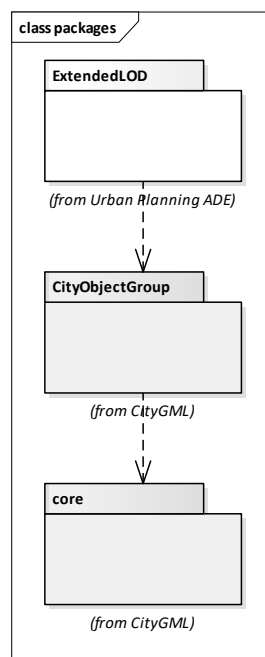 class packages
ExtendedLOD
(from Urban Planning ADE)
CityObjectGroup
(from CityGML)
core
(from CityGML)